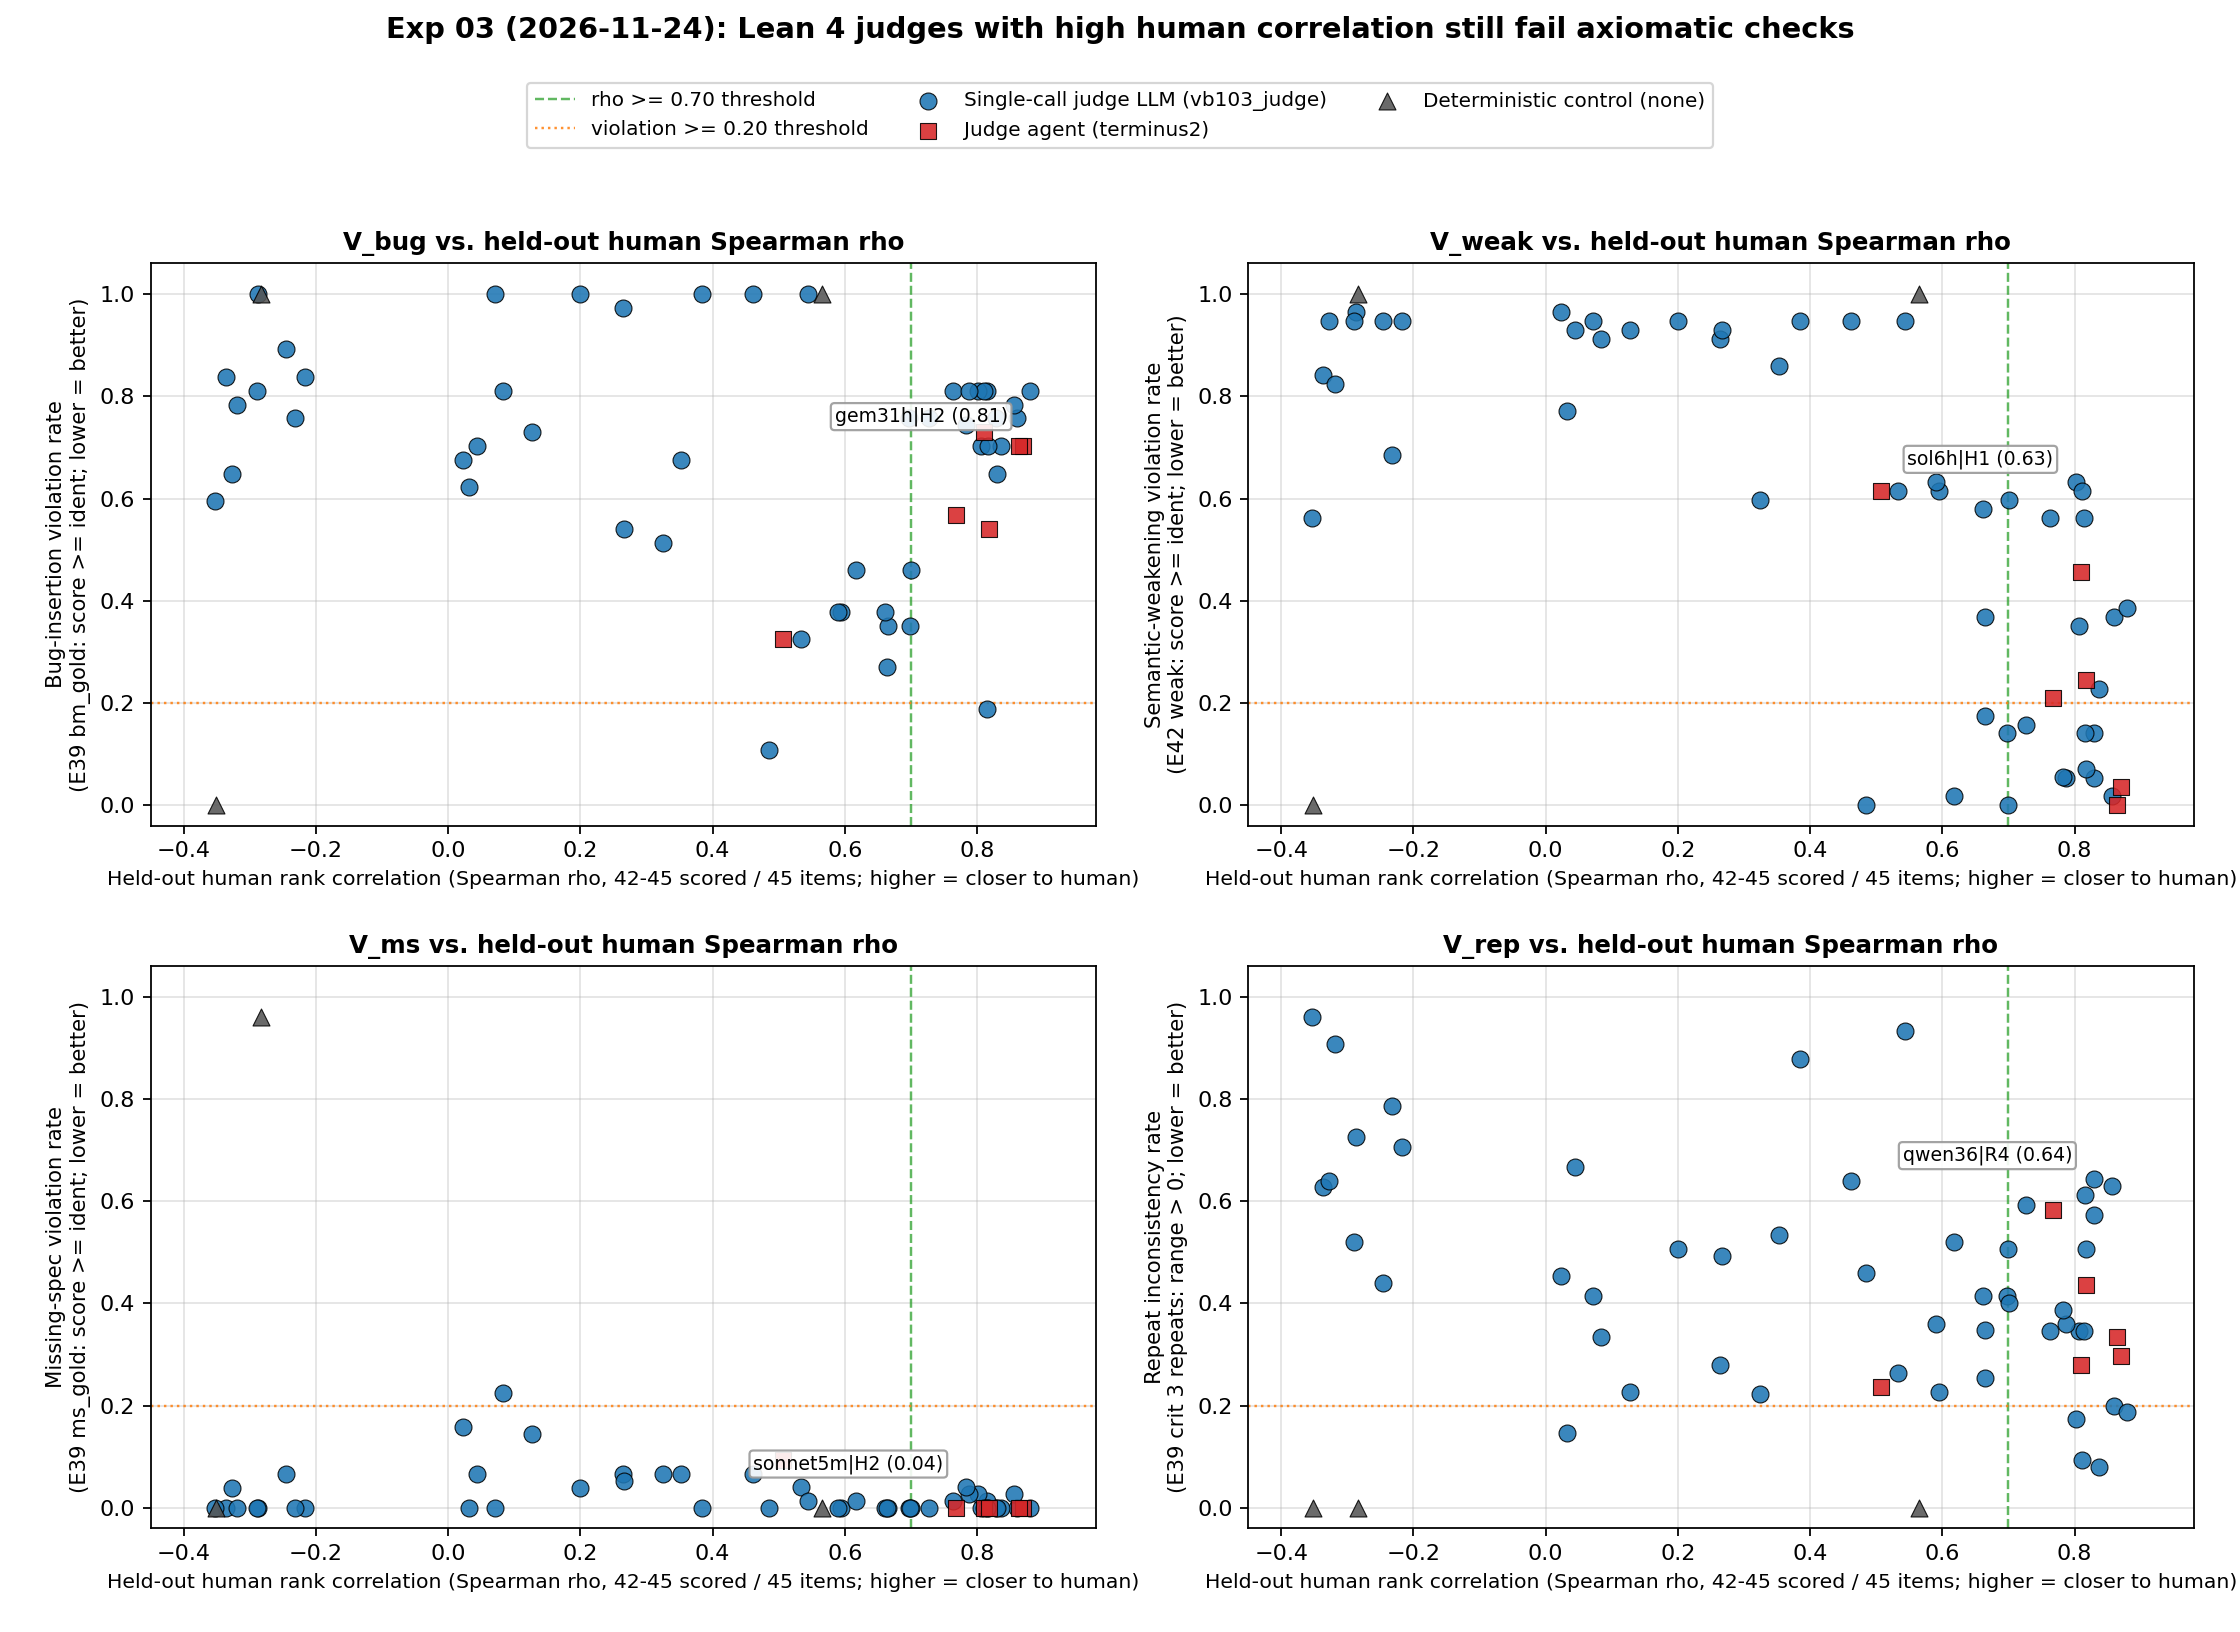 Exp 03 (2026-11-24): Lean 4 judges with high human correlation still fail axiomatic checks
rho >= 0.70 threshold
violation >= 0.20 threshold
Single-call judge LLM (vb103_judge)
Judge agent (terminus2)
Deterministic control (none)
V_bug vs. held-out human Spearman rho
Bug-insertion violation rate
(E39 bm_gold: score >= ident; lower = better)
1.0
0.8
0.6
0.4
0.2
0.0
gem31h|H2 (0.81)
−0.4 −0.2 0.0 0.2 0.4 0.6 0.8
Held-out human rank correlation (Spearman rho, 42-45 scored / 45 items; higher = closer to human)
V_weak vs. held-out human Spearman rho
Semantic-weakening violation rate
(E42 weak: score >= ident; lower = better)
1.0
0.8
0.6
0.4
0.2
0.0
sol6h|H1 (0.63)
−0.4 −0.2 0.0 0.2 0.4 0.6 0.8
Held-out human rank correlation (Spearman rho, 42-45 scored / 45 items; higher = closer to human)
V_ms vs. held-out human Spearman rho
Missing-spec violation rate
(E39 ms_gold: score >= ident; lower = better)
1.0
0.8
0.6
0.4
0.2
0.0
sonnet5m|H2 (0.04)
−0.4 −0.2 0.0 0.2 0.4 0.6 0.8
Held-out human rank correlation (Spearman rho, 42-45 scored / 45 items; higher = closer to human)
V_rep vs. held-out human Spearman rho
Repeat inconsistency rate
(E39 crit 3 repeats: range > 0; lower = better)
1.0
0.8
0.6
0.4
0.2
0.0
qwen36|R4 (0.64)
−0.4 −0.2 0.0 0.2 0.4 0.6 0.8
Held-out human rank correlation (Spearman rho, 42-45 scored / 45 items; higher = closer to human)